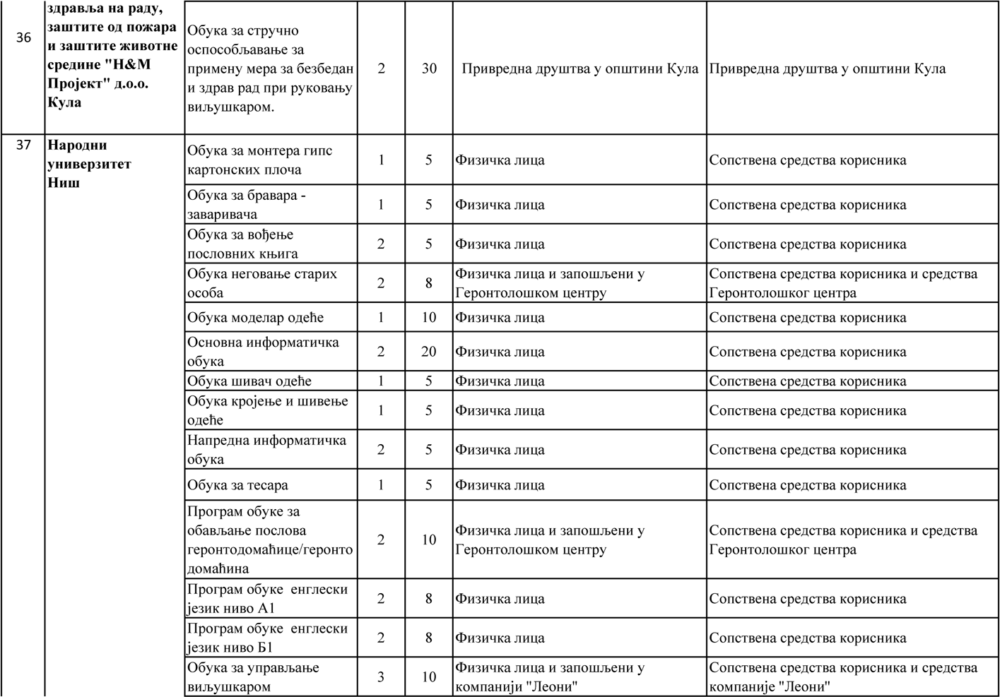 36
здравља на раду,
заштите од пожара
и заштите животне
средине "Н&М
Пројект" д.о.о.
Кула
Обука за стручно
оспособљавање за
примену мера за безбедан
и здрав рад при руковању
виљушкаром.
2
30
Привредна друштва у општини Кула
Привредна друштва у општини Кула
37
Народни
универзитет
Ниш
Обука за монтера гипс
картонских плоча
1
5
Физичка лица
Сопствена средства корисника
Обука за бравара -
заваривача
1
5
Физичка лица
Сопствена средства корисника
Обука за вођење
пословних књига
2
5
Физичка лица
Сопствена средства корисника
Обука неговање старих
особа
2
8
Физичка лица и запошљени у
Геронтолошком центру
Сопствена средства корисника и средства
Геронтолошког центра
Обука моделар одеће
1
10
Физичка лица
Сопствена средства корисника
Основна информатичка
обука
2
20
Физичка лица
Сопствена средства корисника
Обука шивач одеће
1
5
Физичка лица
Сопствена средства корисника
Обука кројење и шивење
одеће
1
5
Физичка лица
Сопствена средства корисника
Напредна информатичка
обука
2
5
Физичка лица
Сопствена средства корисника
Обука за тесара
1
5
Физичка лица
Сопствена средства корисника
Програм обуке за
обављање послова
геронтодомаћице/геронто
домаћина
2
10
Физичка лица и запошљени у
Геронтолошком центру
Сопствена средства корисника и средства
Геронтолошког центра
Програм обуке  енглески
језик ниво А1
2
8
Физичка лица
Сопствена средства корисника
Програм обуке  енглески
језик ниво Б1
2
8
Физичка лица
Сопствена средства корисника
Обука за управљање
виљушкаром
3
10
Физичка лица и запошљени у
компанији "Леони"
Сопствена средства корисника и средства
компаније "Леони"